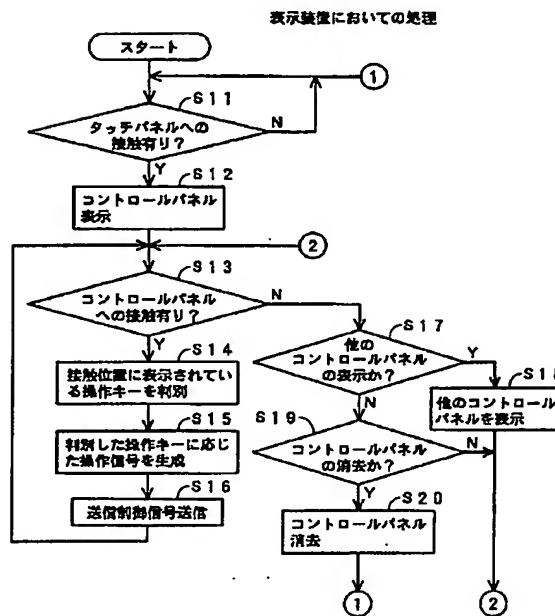 表示装置においての処理
スタート
1
S11
タッチパネルへの
接触有り?
N
Y
S12
コントロールパネル
表示
2
S13
コントロールパネル
への接触有り?
N
Y
S14
接触位置に表示されてい
る操作キーを判別
S15
判別した操作キーに応じ
た操作信号を生成
S16
送信制御信号送信
S17
他の
コントロールパネル
の表示か?
Y
N
S18
他のコントロール
パネルを表示
S19
コントロールパネル
の消去か?
N
Y
S20
コントロールパネル
消去
1
2